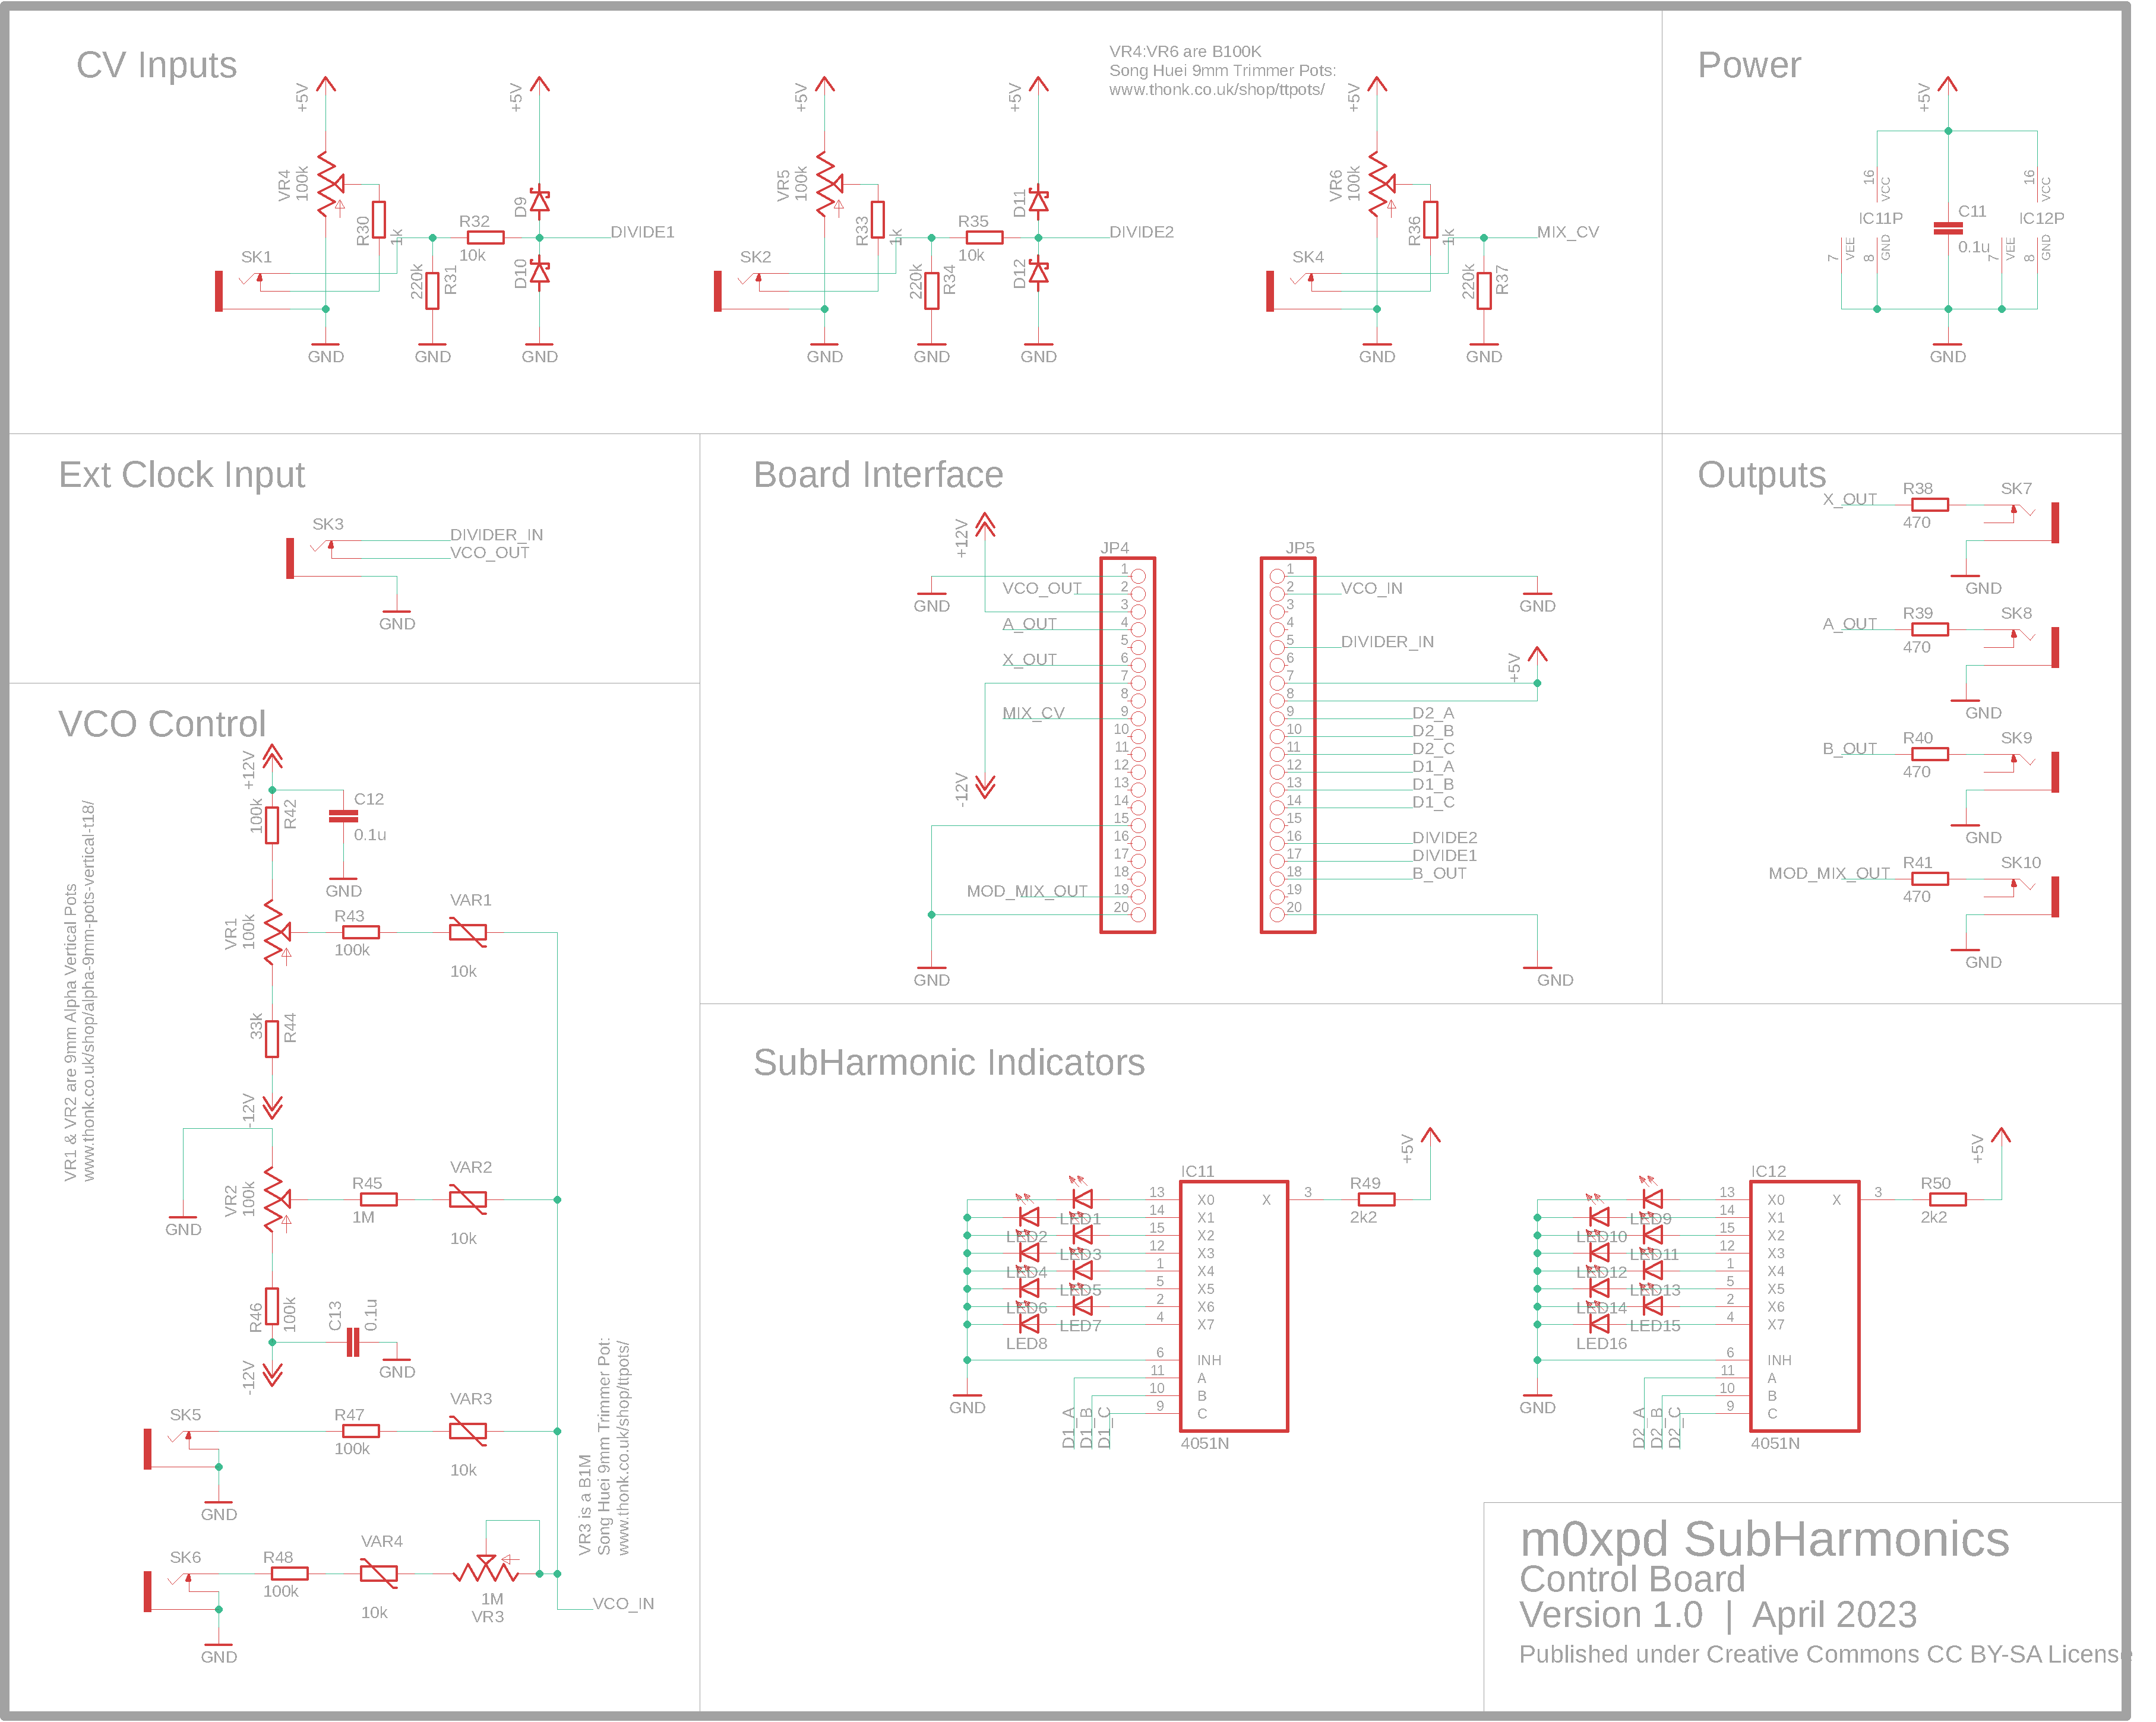 CV Inputs
+5V
VR4
100k
R30
1k
SK1
GND
220k
R31
GND
R32
10k
+5V
D9
D10
GND
DIVIDE1
+5V
VR5
100k
R33
1k
SK2
GND
220k
R34
GND
R35
10k
+5V
D11
D12
GND
DIVIDE2
VR4:VR6 are B100K
Song Huei 9mm Trimmer Pots:
www.thonk.co.uk/shop/ttpots/
+5V
VR6
100k
R36
1k
SK4
GND
220k
R37
GND
MIX_CV
Power
+5V
16
VCC
IC11P
7
VEE
8
GND
C11
0.1u
16
VCC
IC12P
7
VEE
8
GND
GND
Ext Clock Input
SK3
DIVIDER_IN
VCO_OUT
GND
Board Interface
+12V
JP4
GND
1
VCO_OUT 2
3
A_OUT 4
5
X_OUT 6
7
8
MIX_CV 9
10
11
12
-12V
13
14
15
16
17
18
MOD_MIX_OUT 19
20
GND
JP5
1
GND
2 VCO_IN
3
4
5 DIVIDER_IN
6
+5V
7
8
9 D2_A
10 D2_B
11 D2_C
12 D1_A
13 D1_B
14 D1_C
15
16 DIVIDE2
17 DIVIDE1
18 B_OUT
19
20
GND
Outputs
X_OUT
R38
470
SK7
GND
A_OUT
R39
470
SK8
GND
B_OUT
R40
470
SK9
GND
MOD_MIX_OUT
R41
470
SK10
GND
VCO Control
VR1 & VR2 are 9mm Alpha Vertical Pots
www.thonk.co.uk/shop/alpha-9mm-pots-vertical-t18/
+12V
100k
R42
C12
0.1u
GND
VR1
100k
R43
100k
VAR1
10k
33k
R44
-12V
GND
VR2
100k
R45
1M
VAR2
10k
R46
100k
C13
0.1u
GND
-12V
SK5
GND
R47
100k
VAR3
10k
SK6
GND
R48
100k
VAR4
10k
1M
VR3
VCO_IN
VR3 is a B1M
Song Huei 9mm Trimmer Pot:
www.thonk.co.uk/shop/ttpots/
SubHarmonic Indicators
IC11
LED1
LED2
LED3
LED4
LED5
LED6
LED7
LED8
13 X0
14 X1
15 X2
12 X3
1 X4
5 X5
2 X6
4 X7
6 INH
11 A
10 B
9 C
X 3
R49
2k2
+5V
GND
D1_A
D1_B
D1_C
4051N
IC12
LED9
LED10
LED11
LED12
LED13
LED14
LED15
LED16
13 X0
14 X1
15 X2
12 X3
1 X4
5 X5
2 X6
4 X7
6 INH
11 A
10 B
9 C
X 3
R50
2k2
+5V
GND
D2_A
D2_B
D2_C
4051N
m0xpd SubHarmonics
Control Board
Version 1.0 | April 2023
Published under Creative Commons CC BY-SA License